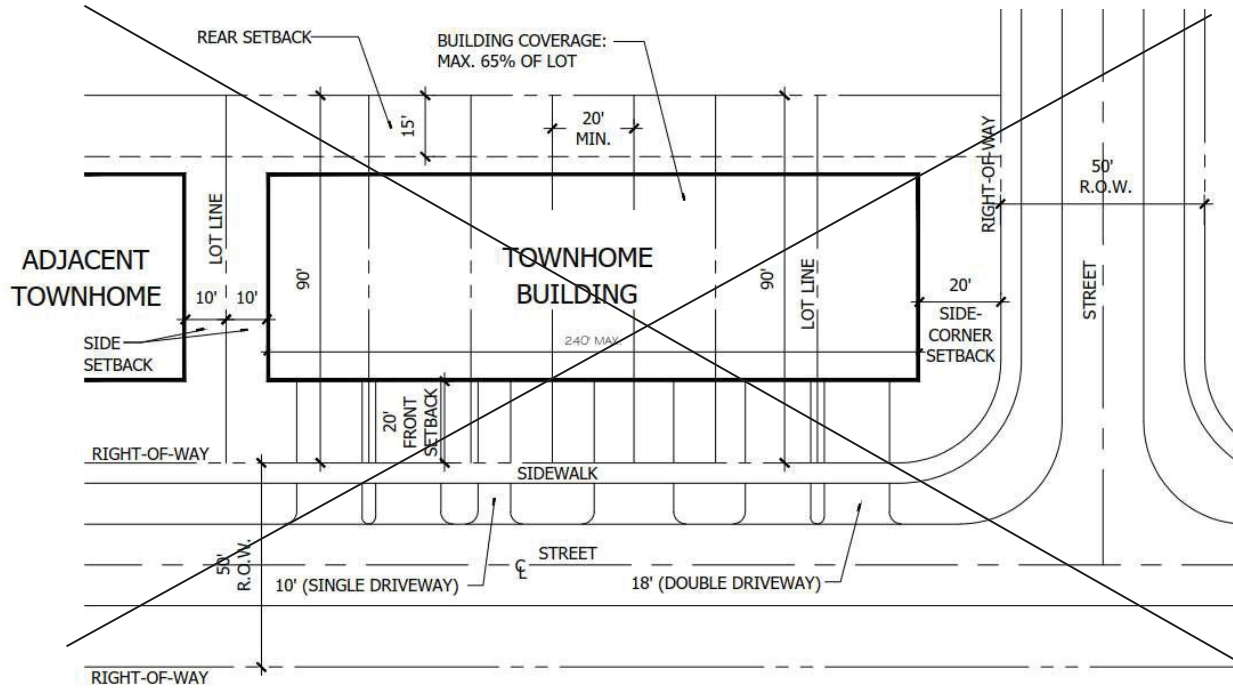 REAR SETBACK
BUILDING COVERAGE:
MAX. 65% OF LOT
15'
20'
MIN.
RIGHT-OF-WAY
50'
R.O.W.
ADJACENT
TOWNHOME
LOT LINE
10'
10'
SIDE
SETBACK
90'
TOWNHOME
BUILDING
240' MAX.
90'
LOT LINE
20'
SIDE-
CORNER
SETBACK
STREET
20'
FRONT
SETBACK
RIGHT-OF-WAY
SIDEWALK
50'
R.O.W.
STREET
℄
10' (SINGLE DRIVEWAY)
18' (DOUBLE DRIVEWAY)
RIGHT-OF-WAY